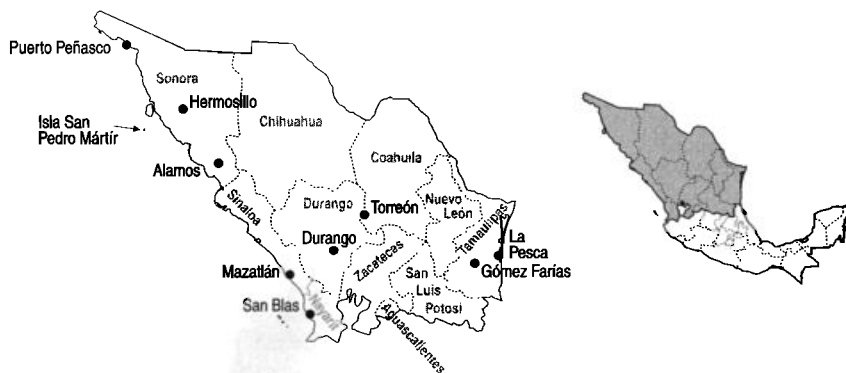 Puerto Peñasco
Sonora
Hermosillo
Chihuahua
Isla San
Pedro Mártír
Coahuila
Alamos
Sinaloa
Durango
Nuevo
León
Torreón
Tamaulipas
La
Pesca
Durango
Zacatecas
Gómez Farías
Mazatlán
San
Luis
Potosí
San Blas
Nayarit
Aguascalientes